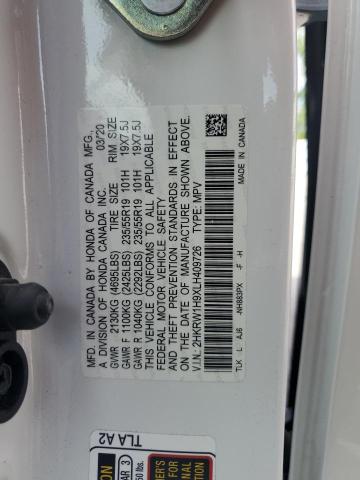 MFD. IN CANADA BY HONDA OF CANADA MFG.
A DIVISION OF HONDA CANADA INC. 03/20
GVWR 2130KG (4695LBS) TIRE SIZE RIM SIZE
GAWR F 1100KG (2425LBS) 235/55R19 101H 19X7.5J
GAWR R 1040KG (2292LBS) 235/55R19 101H 19X7.5J
THIS VEHICLE CONFORMS TO ALL APPLICABLE
FEDERAL MOTOR VEHICLE SAFETY
AND THEFT PREVENTION STANDARDS IN EFFECT
ON THE DATE OF MANUFACTURE SHOWN ABOVE.
V.I.N.: 2HKRW1H9XLH409726 TYPE: MPV
TLK L AJ6 -NH883PX -F -H
MADE IN CANADA
TLA A2